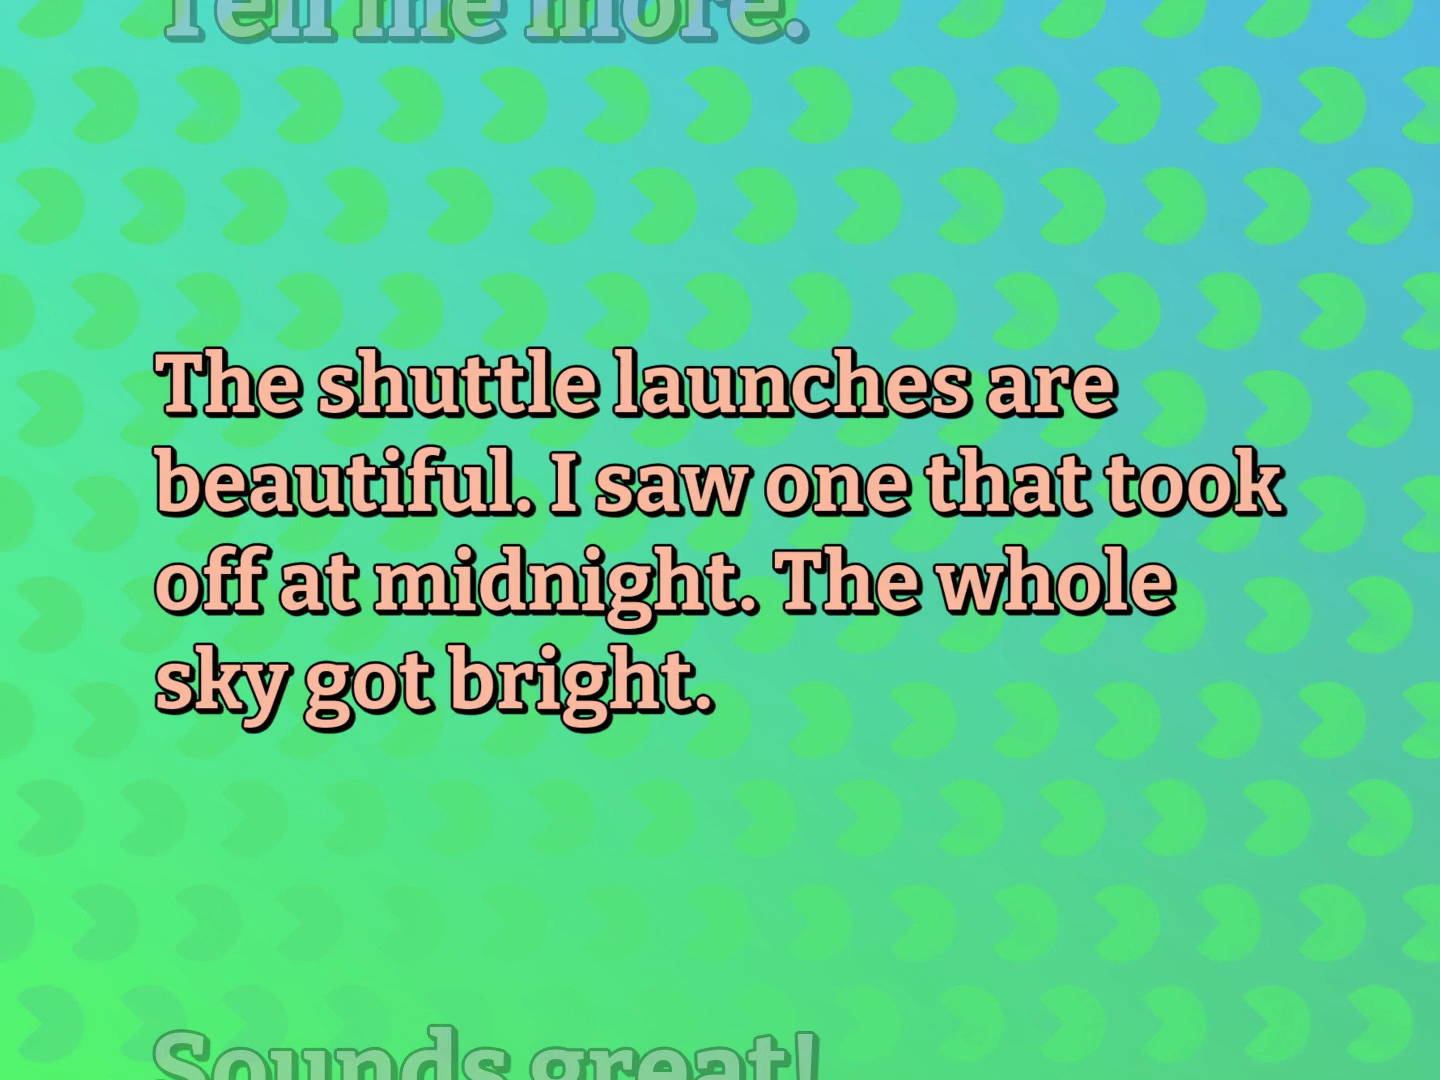 Tell me more.
The shuttle launches are
beautiful. I saw one that took
off at midnight. The whole
sky got bright.
Sounds great!